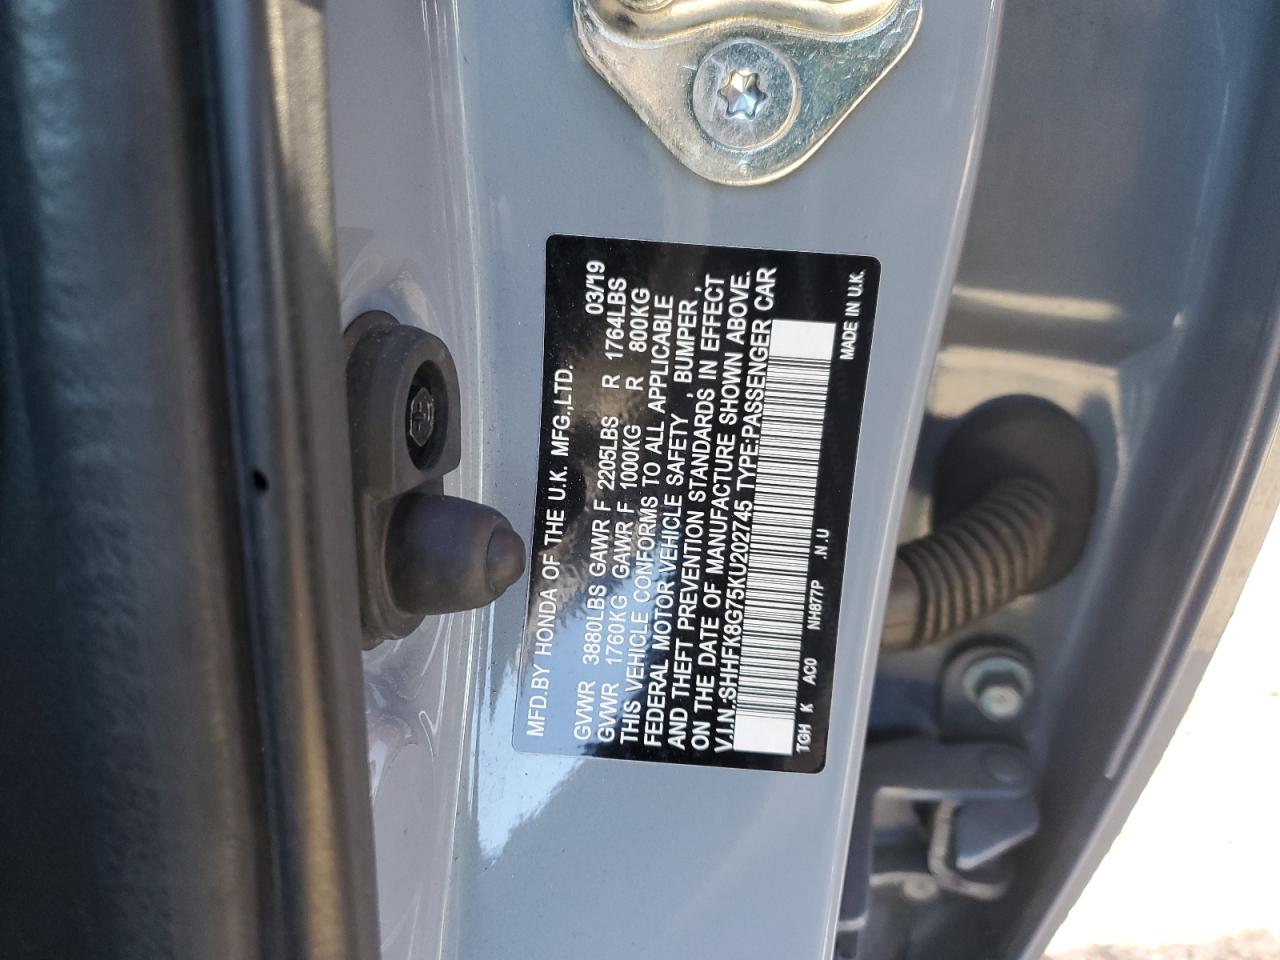 MFD.BY HONDA OF THE U.K. MFG.,LTD. 03/19
GVWR 3880LBS GAWR F 2205LBS R 1764LBS
GVWR 1760KG GAWR F 1000KG R 800KG
THIS VEHICLE CONFORMS TO ALL APPLICABLE
FEDERAL MOTOR VEHICLE SAFETY , BUMPER ,
AND THEFT PREVENTION STANDARDS IN EFFECT
ON THE DATE OF MANUFACTURE SHOWN ABOVE.
V.I.N.:SHHFK8G75KU202745 TYPE:PASSENGER CAR
TGH K AC0 NH877P .N.U MADE IN U.K.